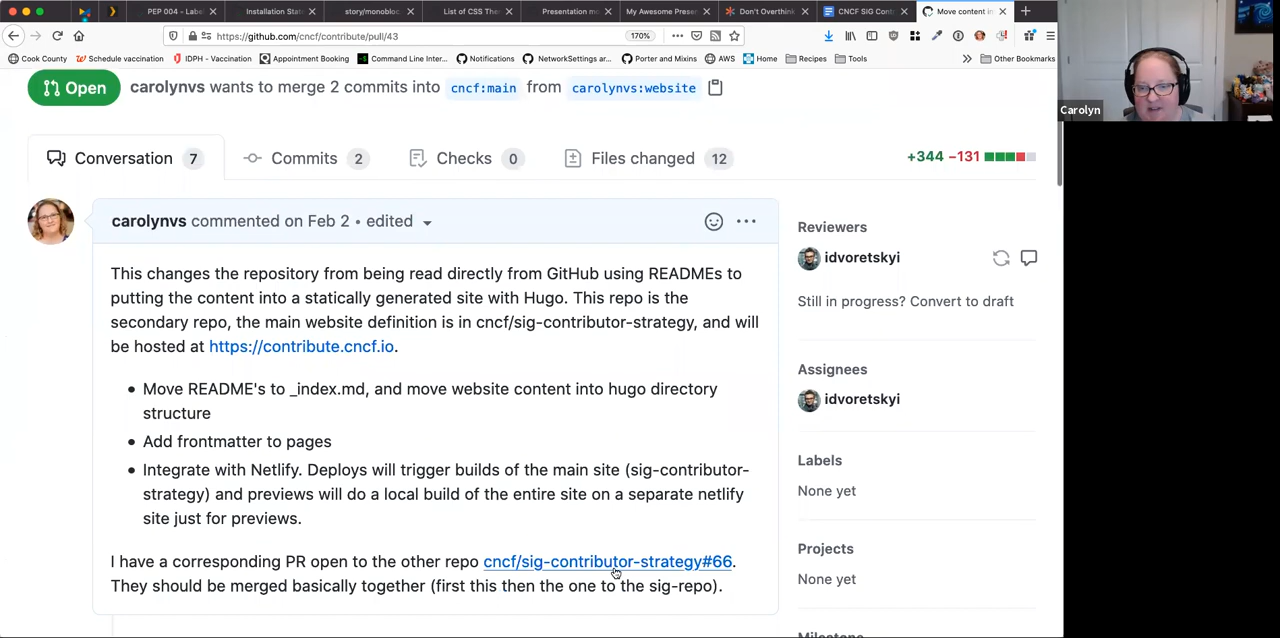 PEP 004 - Labe
Installation State
story/monobloc
List of CSS The
Presentation mo
My Awesome Presen
Don't Overthink
CNCF SIG Cont
Move content in
https://github.com/cncf/contribute/pull/43
170%
Cook County
Schedule vaccination
IDPH - Vaccination
Appointment Booking
Command Line Inter...
Notifications
NetworkSettings ar...
Porter and Mixins
AWS
Home
Recipes
Tools
Other Bookmarks
Open
carolynvs wants to merge 2 commits into cncf:main from carolynvs:website
Conversation 7
Commits 2
Checks 0
Files changed 12
+344 −131
carolynvs commented on Feb 2 • edited
This changes the repository from being read directly from GitHub using READMEs to
putting the content into a statically generated site with Hugo. This repo is the
secondary repo, the main website definition is in cncf/sig-contributor-strategy, and will
be hosted at https://contribute.cncf.io.
• Move README's to _index.md, and move website content into hugo directory
structure
• Add frontmatter to pages
• Integrate with Netlify. Deploys will trigger builds of the main site (sig-contributor-
strategy) and previews will do a local build of the entire site on a separate netlify
site just for previews.
I have a corresponding PR open to the other repo cncf/sig-contributor-strategy#66.
They should be merged basically together (first this then the one to the sig-repo).
Reviewers
idvoretskyi
Still in progress? Convert to draft
Assignees
idvoretskyi
Labels
None yet
Projects
None yet
Milestone
Carolyn